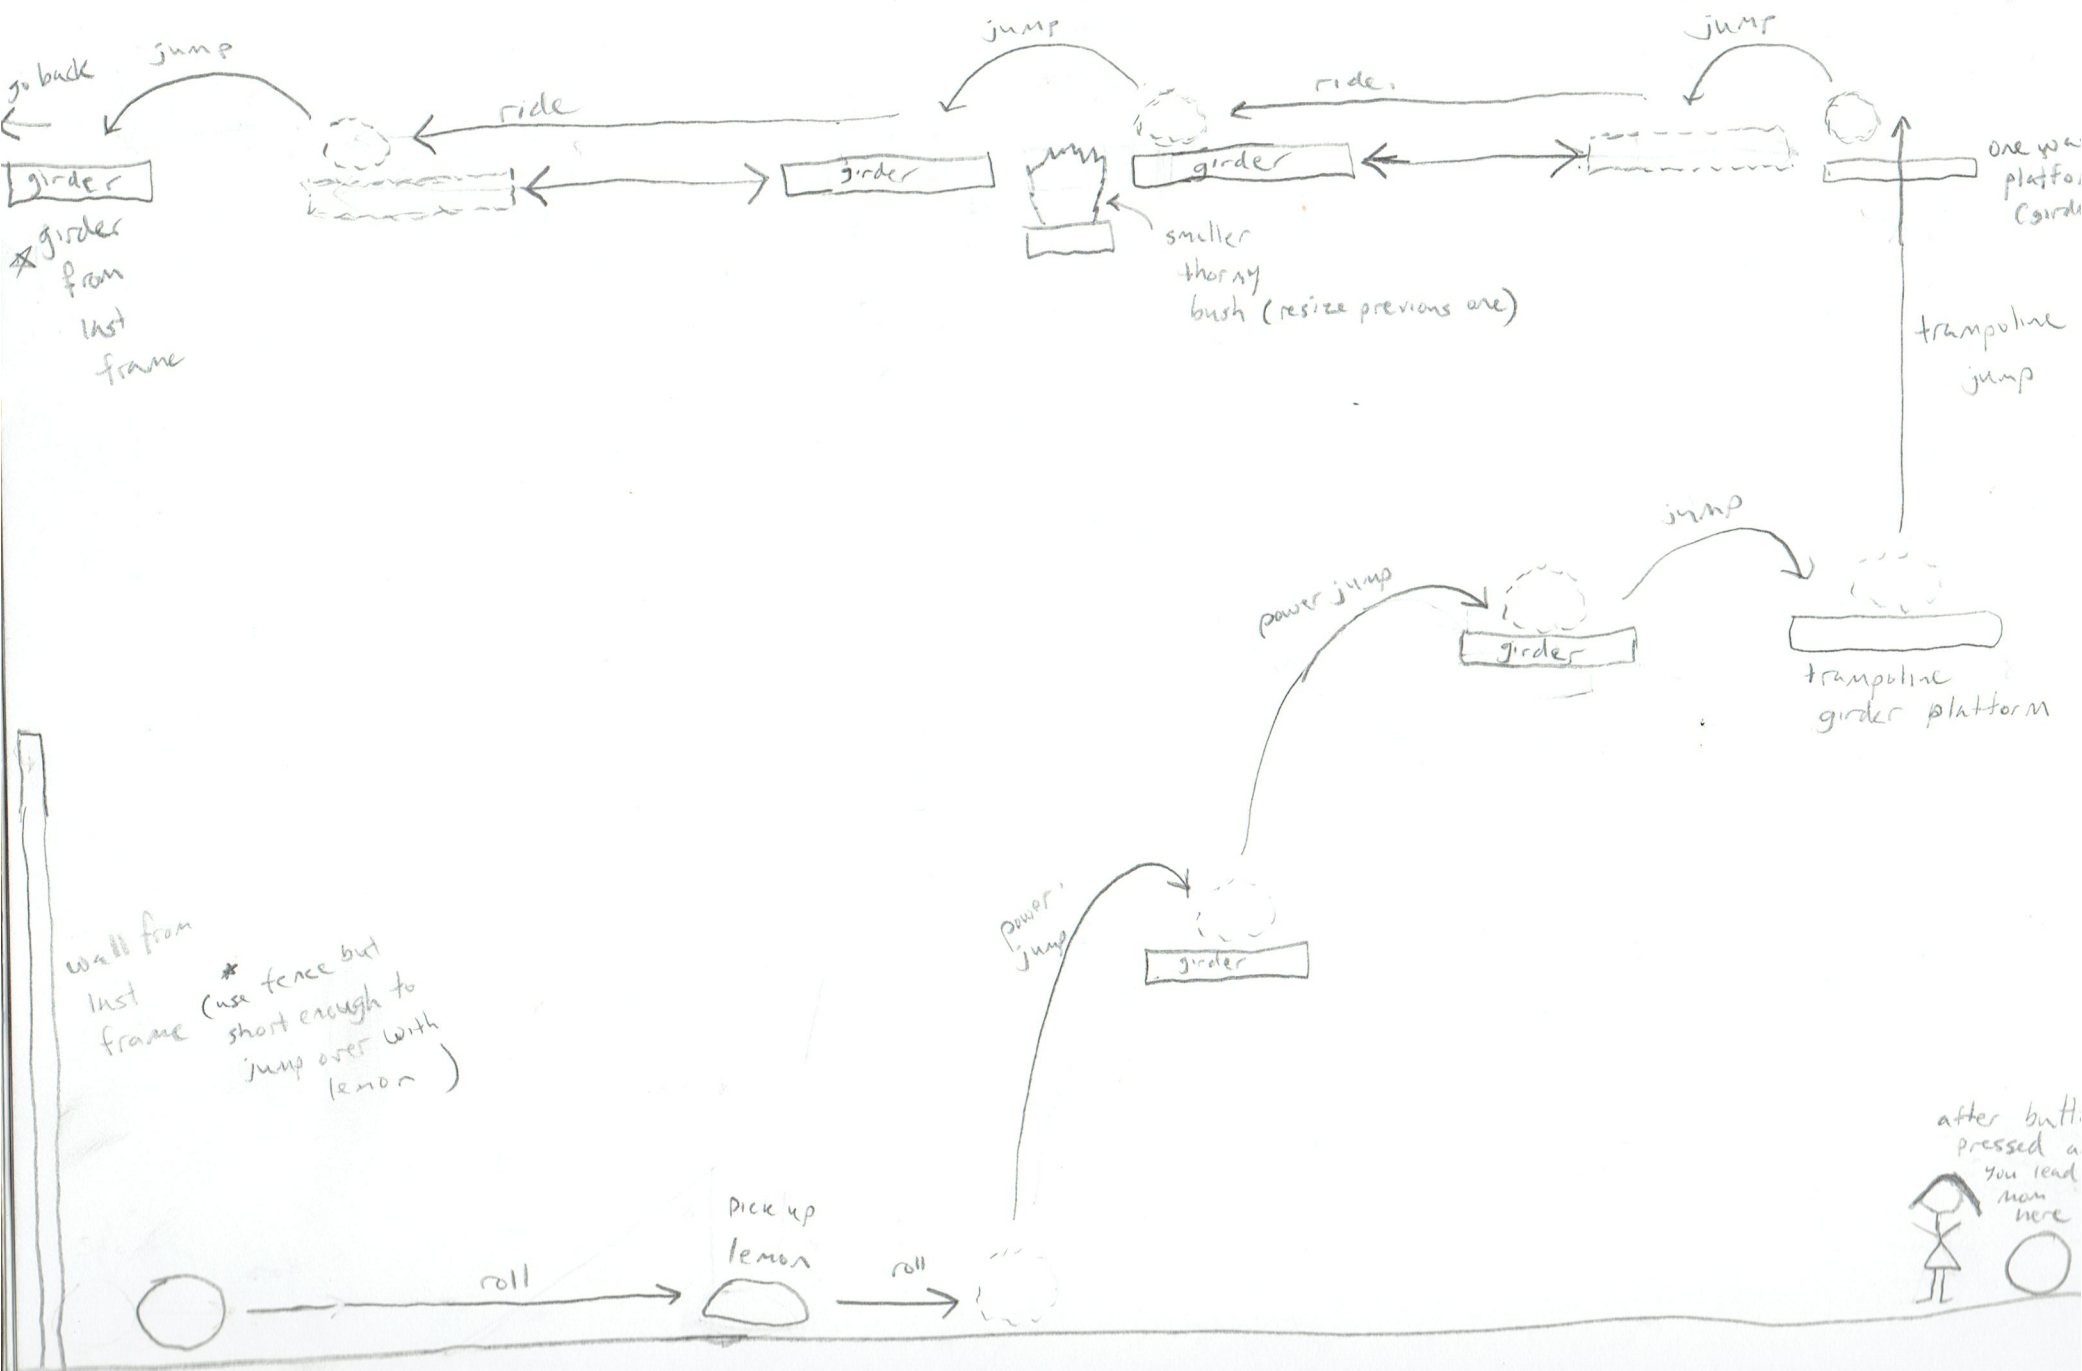 go back
jump
ride
jump
ride.
jump
girder
girder
girder
one
☆ girder
from
last
frame
smaller
thorny
bush (resize previous one)
trampoline
jump
jump
power jump
girder
trampoline
girder platform
power
jump
girder
wall from
last
frame (use fence but
short enough to
jump over with
lemon)
pick up
lemon
roll
roll
after
pressed
you lead
mom
here